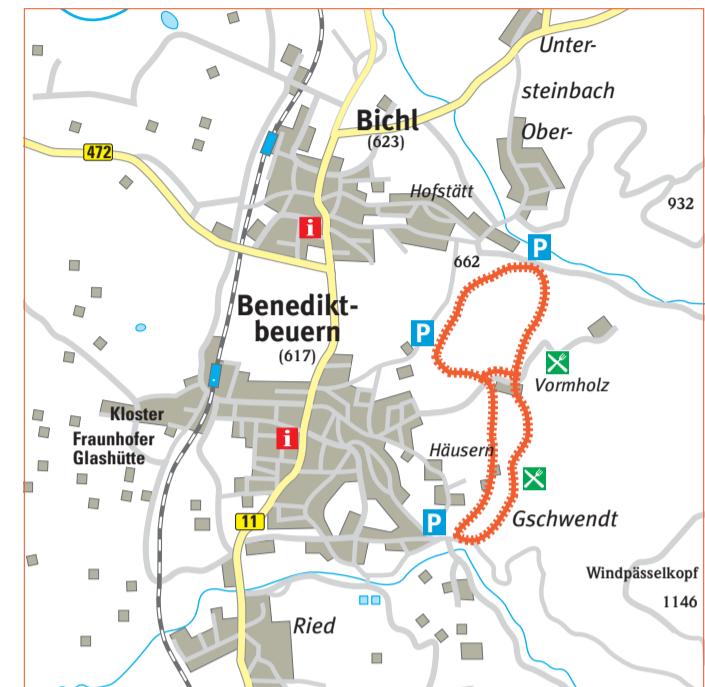 Unter-
steinbach
Ober-
Bichl
(623)
472
Hofstätt
932
i
P
662
Benedikt-
beuern
(617)
P
Vormholz
Kloster
Fraunhofer
Glashütte
i
Häusern
11
P
Gschwendt
Windpässelkopf
1146
Ried